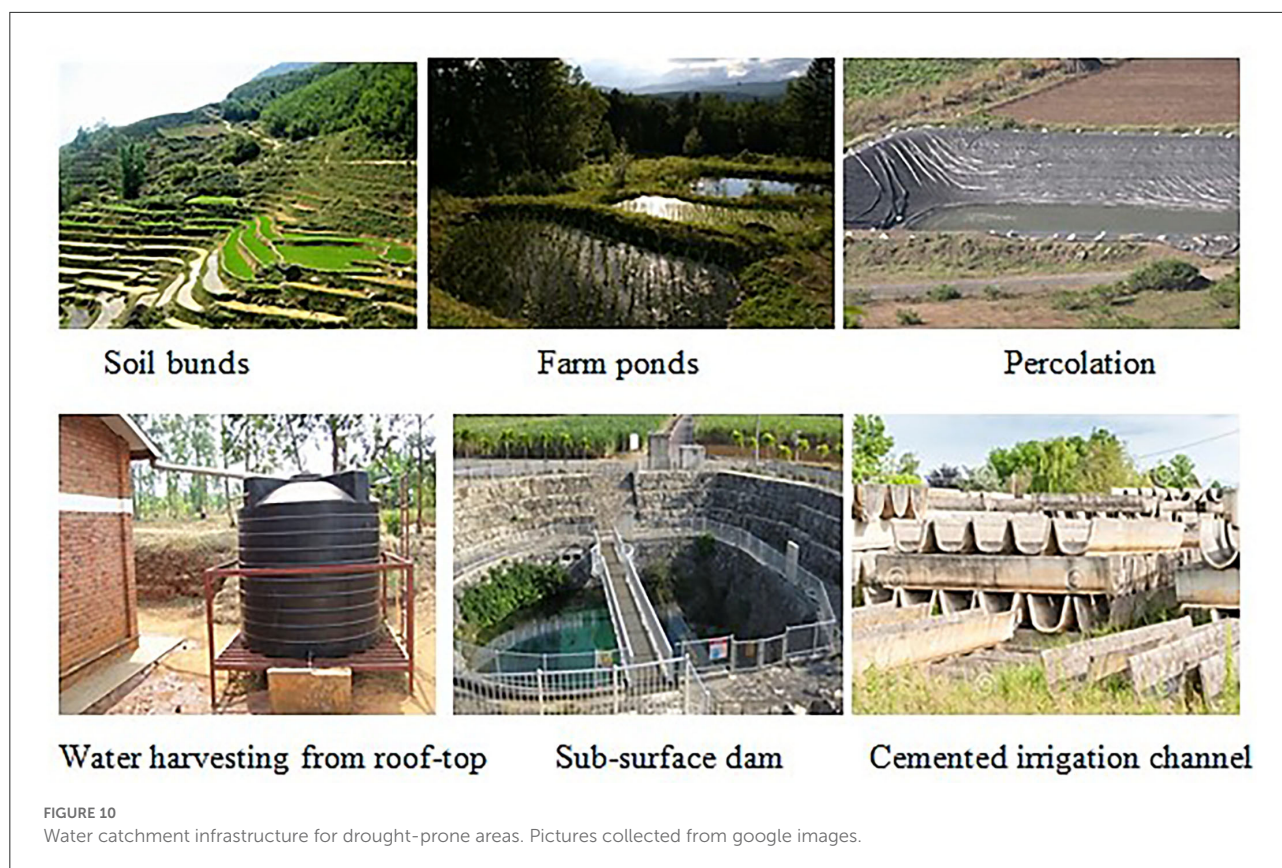 Soil bunds
Farm ponds
Percolation
Water harvesting from roof-top
Sub-surface dam
Cemented irrigation channel
FIGURE 10
Water catchment infrastructure for drought-prone areas. Pictures collected from google images.